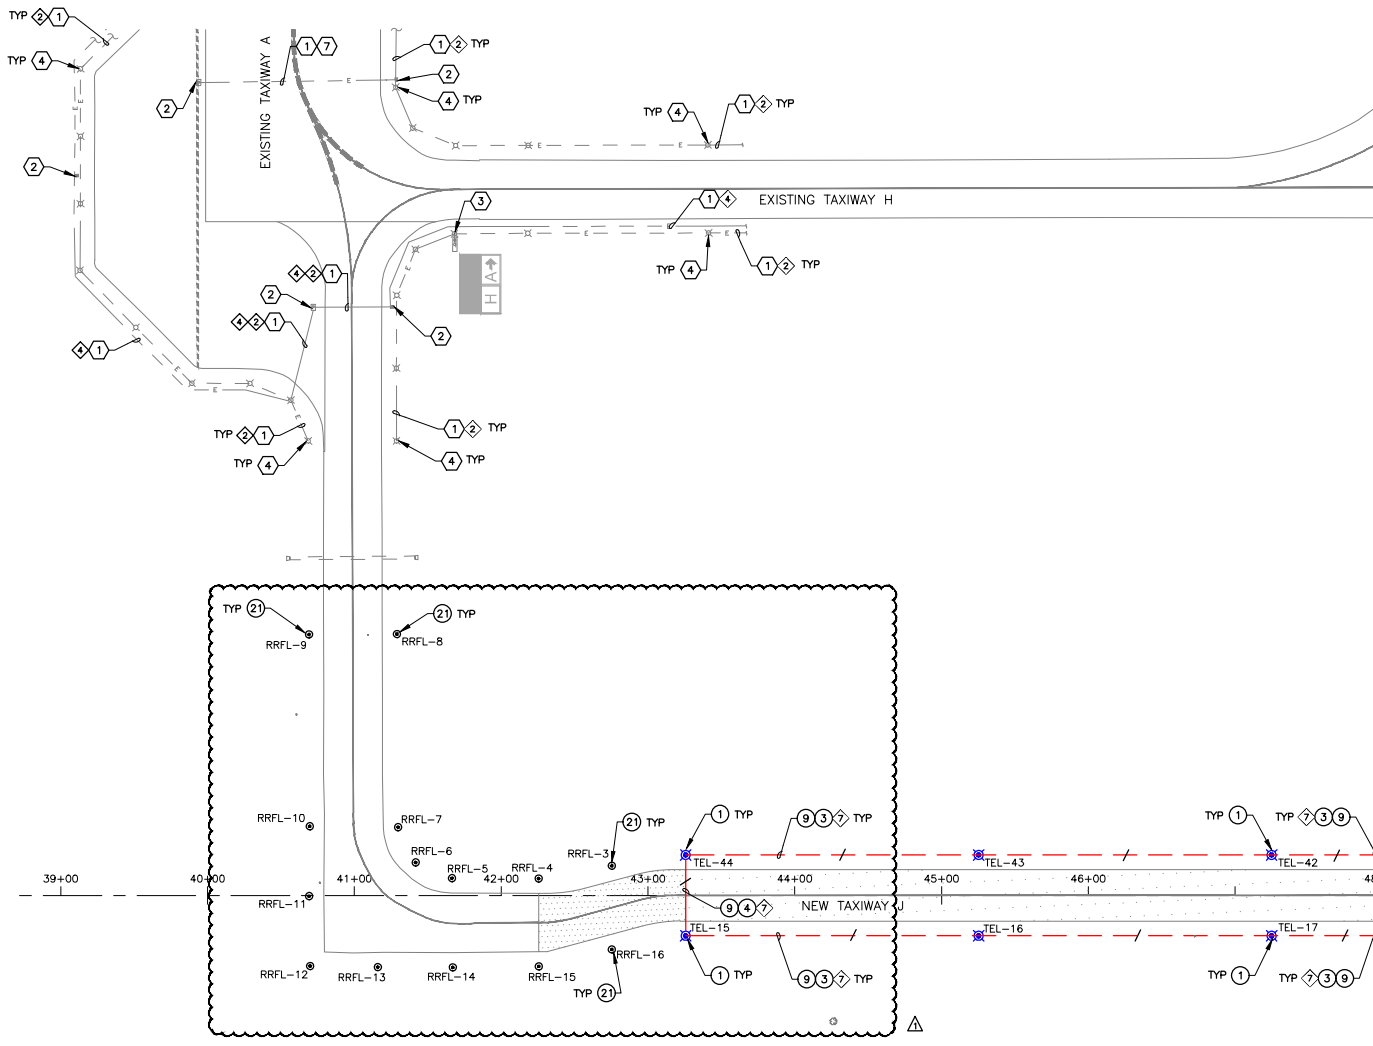 TYP 2 1
TYP 4
E
E
2
4 1
E
E
2
EXISTING TAXIWAY A
1 7
E
1 2 TYP
2
4 TYP
E
TYP 4
1 2 TYP
E
3
E
1 4
EXISTING TAXIWAY H
E
TYP 4
1 2 TYP
H A
E
4 2 1
2
2
4 2 1
E
TYP 2 1
TYP 4
1 2 TYP
4 TYP
TYP 21
RRFL-9
21 TYP
RRFL-8
RRFL-10
RRFL-7
RRFL-6
RRFL-5
RRFL-4
RRFL-3
21 TYP
1 TYP
TEL-44
9 3 7 TYP
TEL-43
TYP 1
TEL-42
TYP 7 3 9
39+00
40+00
41+00
42+00
43+00
44+00
45+00
46+00
48
RRFL-11
9 4 7
NEW TAXIWAY J
TEL-15
TEL-16
TEL-17
RRFL-12
RRFL-13
RRFL-14
RRFL-15
RRFL-16
TYP 21
1 TYP
9 3 7 TYP
TYP 1
TYP 7 3 9
1